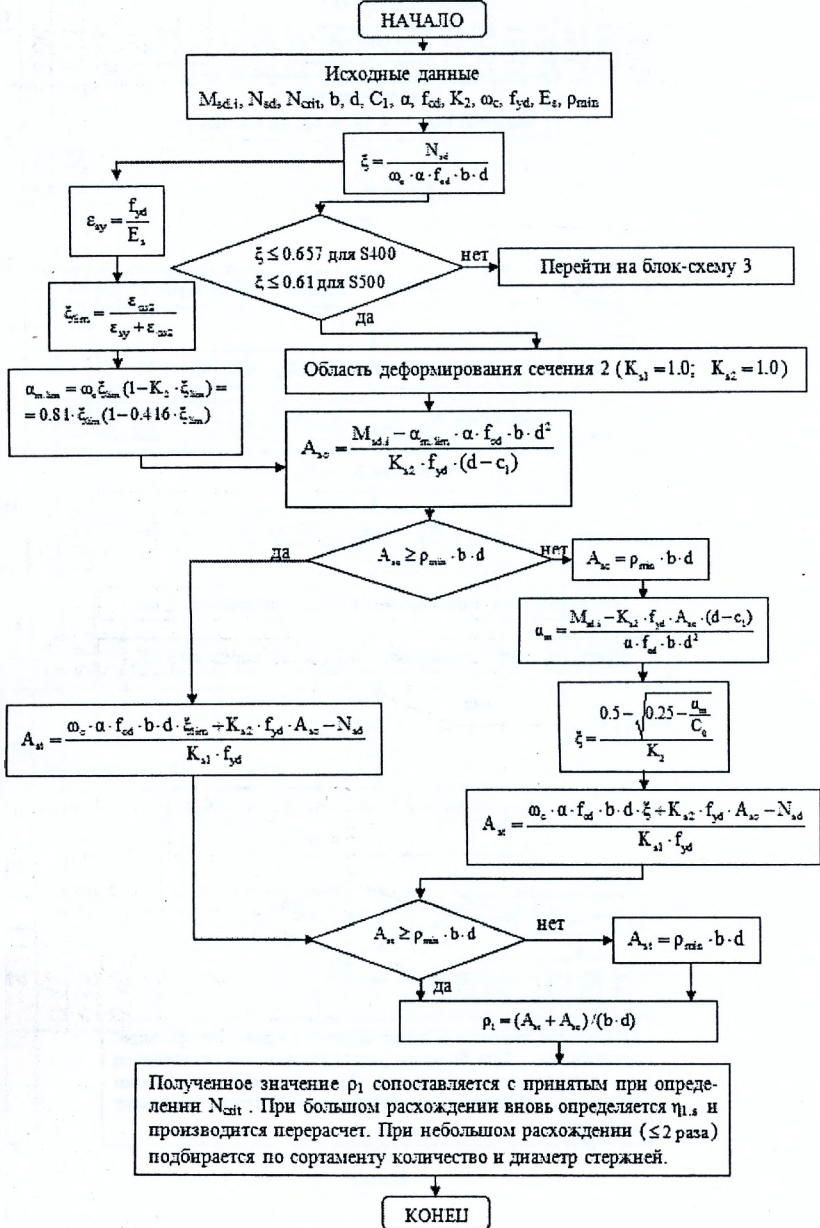 НАЧАЛО
Исходные данные
M_sd.i, N_sd, N_crit, b, d, C_1, α, f_cd, K_2, ω_c, f_yd, E_s, ρ_min
ξ = N_sd / (ω_c · α · f_cd · b · d)
ε_sy = f_yd / E_s
ξ ≤ 0.657 для S400
ξ ≤ 0.61 для S500
нет
Перейти на блок-схему 3
да
ξ_lim = ε_cu2 / (ε_sy + ε_cu2)
Область деформирования сечения 2 (K_s1 = 1.0; K_s2 = 1.0)
α_m.lim = ω_c ξ_lim (1 − K_2 · ξ_lim) =
= 0.81 · ξ_lim (1 − 0.416 · ξ_lim)
A_sc = (M_sd.i − α_m.lim · α · f_cd · b · d²) / (K_s2 · f_yd · (d − c_1))
A_sc ≥ ρ_min · b · d
да
нет
A_sc = ρ_min · b · d
α_m = (M_sd.i − K_s2 · f_yd · A_sc · (d − c_1)) / (α · f_cd · b · d²)
ξ = (0.5 − √(0.25 − α_m / C_0)) / K_2
A_st = (ω_c · α · f_cd · b · d · ξ_lim + K_s2 · f_yd · A_sc − N_sd) / (K_s1 · f_yd)
A_st = (ω_c · α · f_cd · b · d · ξ + K_s2 · f_yd · A_sc − N_sd) / (K_s1 · f_yd)
A_st ≥ ρ_min · b · d
нет
A_st = ρ_min · b · d
да
ρ_1 = (A_st + A_sc) / (b · d)
Полученное значение ρ_1 сопоставляется с принятым при опреде-
лении N_crit . При большом расхождении вновь определяется η_1.s и
производится перерасчет. При небольшом расхождении (≤ 2 раза)
подбирается по сортаменту количество и диаметр стержней.
КОНЕЦ